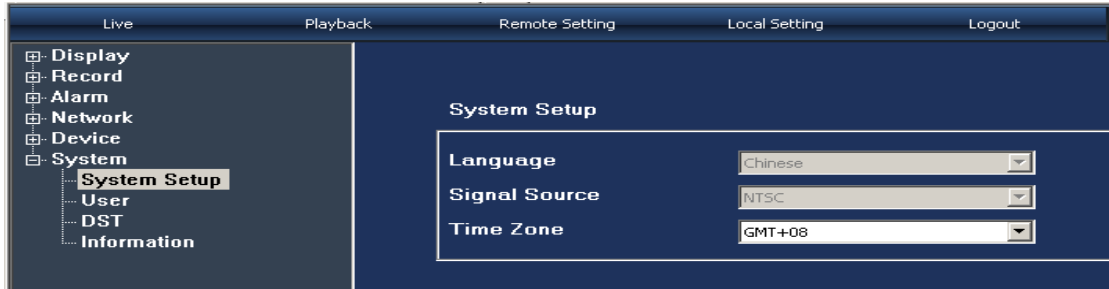 Live Playback Remote Setting Local Setting Logout
Display
Record
Alarm
Network
Device
System
System Setup
User
DST
Information
System Setup
Language Chinese
Signal Source NTSC
Time Zone GMT+08